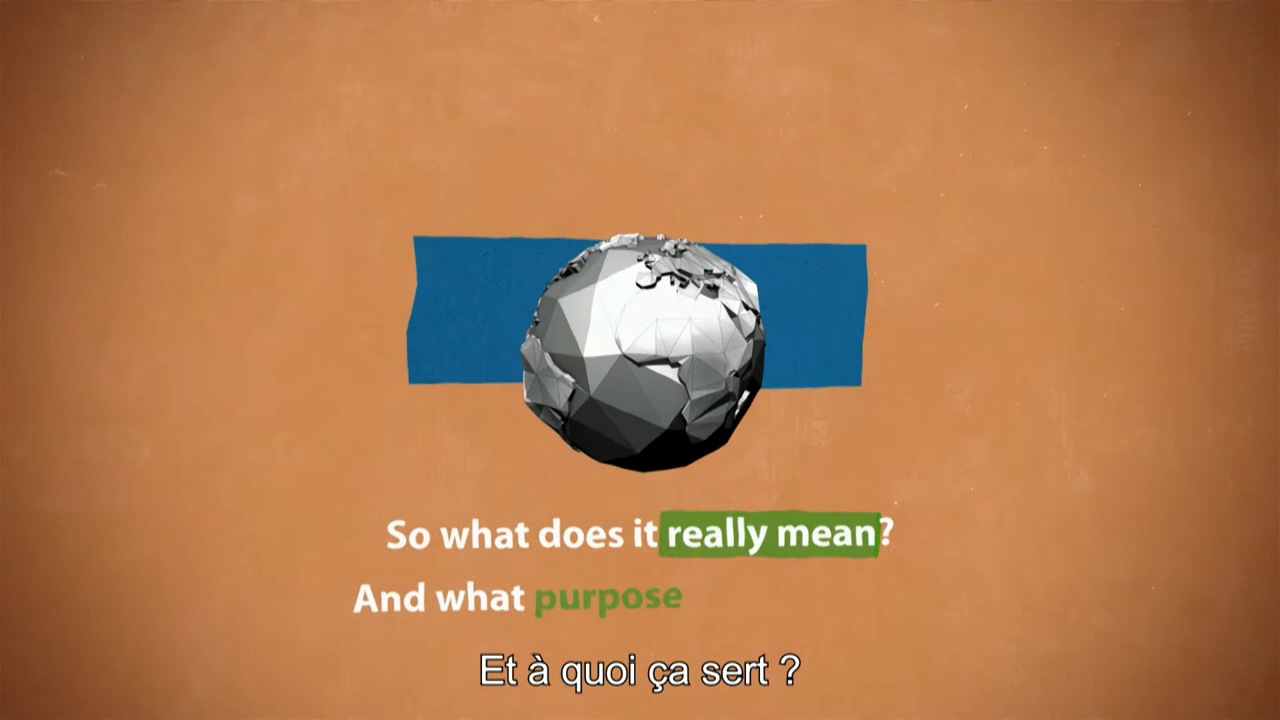 So what does it really mean?
And what purpose
Et à quoi ça sert ?